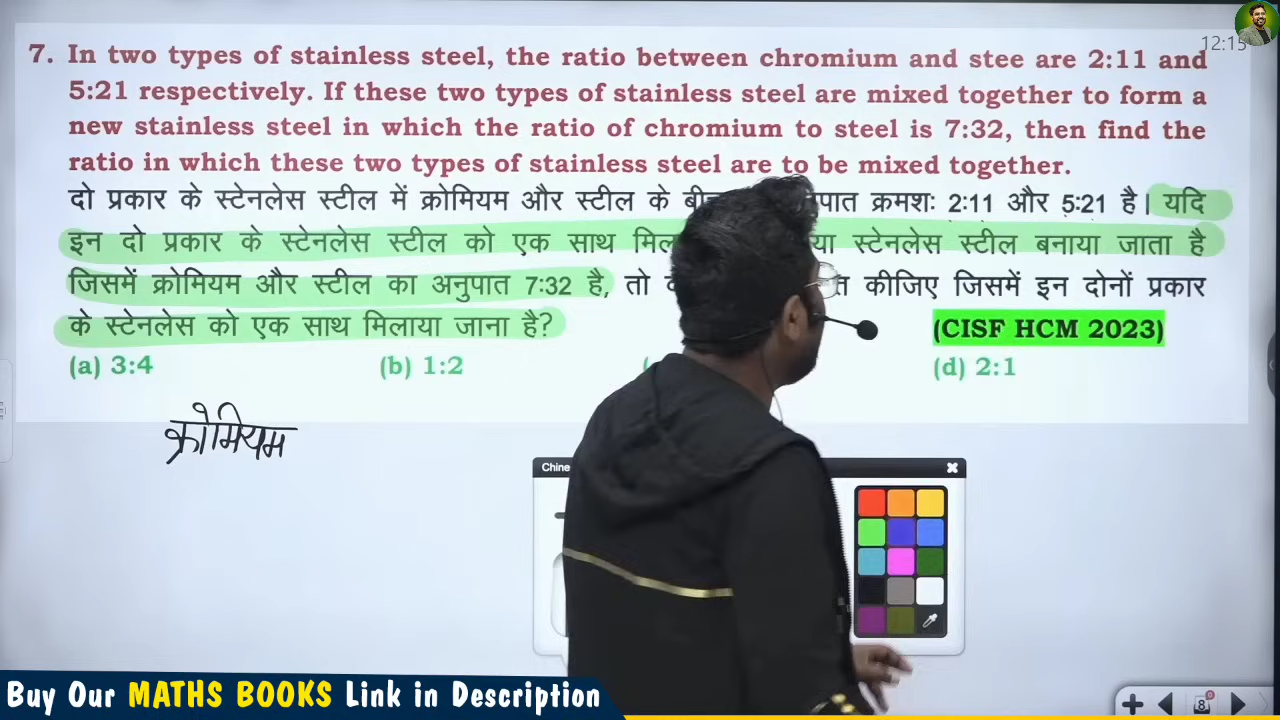 12:15
7. In two types of stainless steel, the ratio between chromium and stee are 2:11 and
5:21 respectively. If these two types of stainless steel are mixed together to form a
new stainless steel in which the ratio of chromium to steel is 7:32, then find the
ratio in which these two types of stainless steel are to be mixed together.
दो प्रकार के स्टेनलेस स्टील में क्रोमियम और स्टील के क्रमशः 2:11 और 5:21 है। यदि
इन दो प्रकार के स्टेनलेस स्टील को एक साथ स्टेनलेस स्टील बनाया जाता है
जिसमें क्रोमियम और स्टील का अनुपात 7:32 है, तो कीजिए जिसमें इन दोनों प्रकार
के स्टेनलेस को एक साथ मिलाया जाना है?
(CISF HCM 2023)
(a) 3:4 (b) 1:2 (d) 2:1
क्रोमियम
Chine
8
Buy Our MATHS BOOKS Link in Description